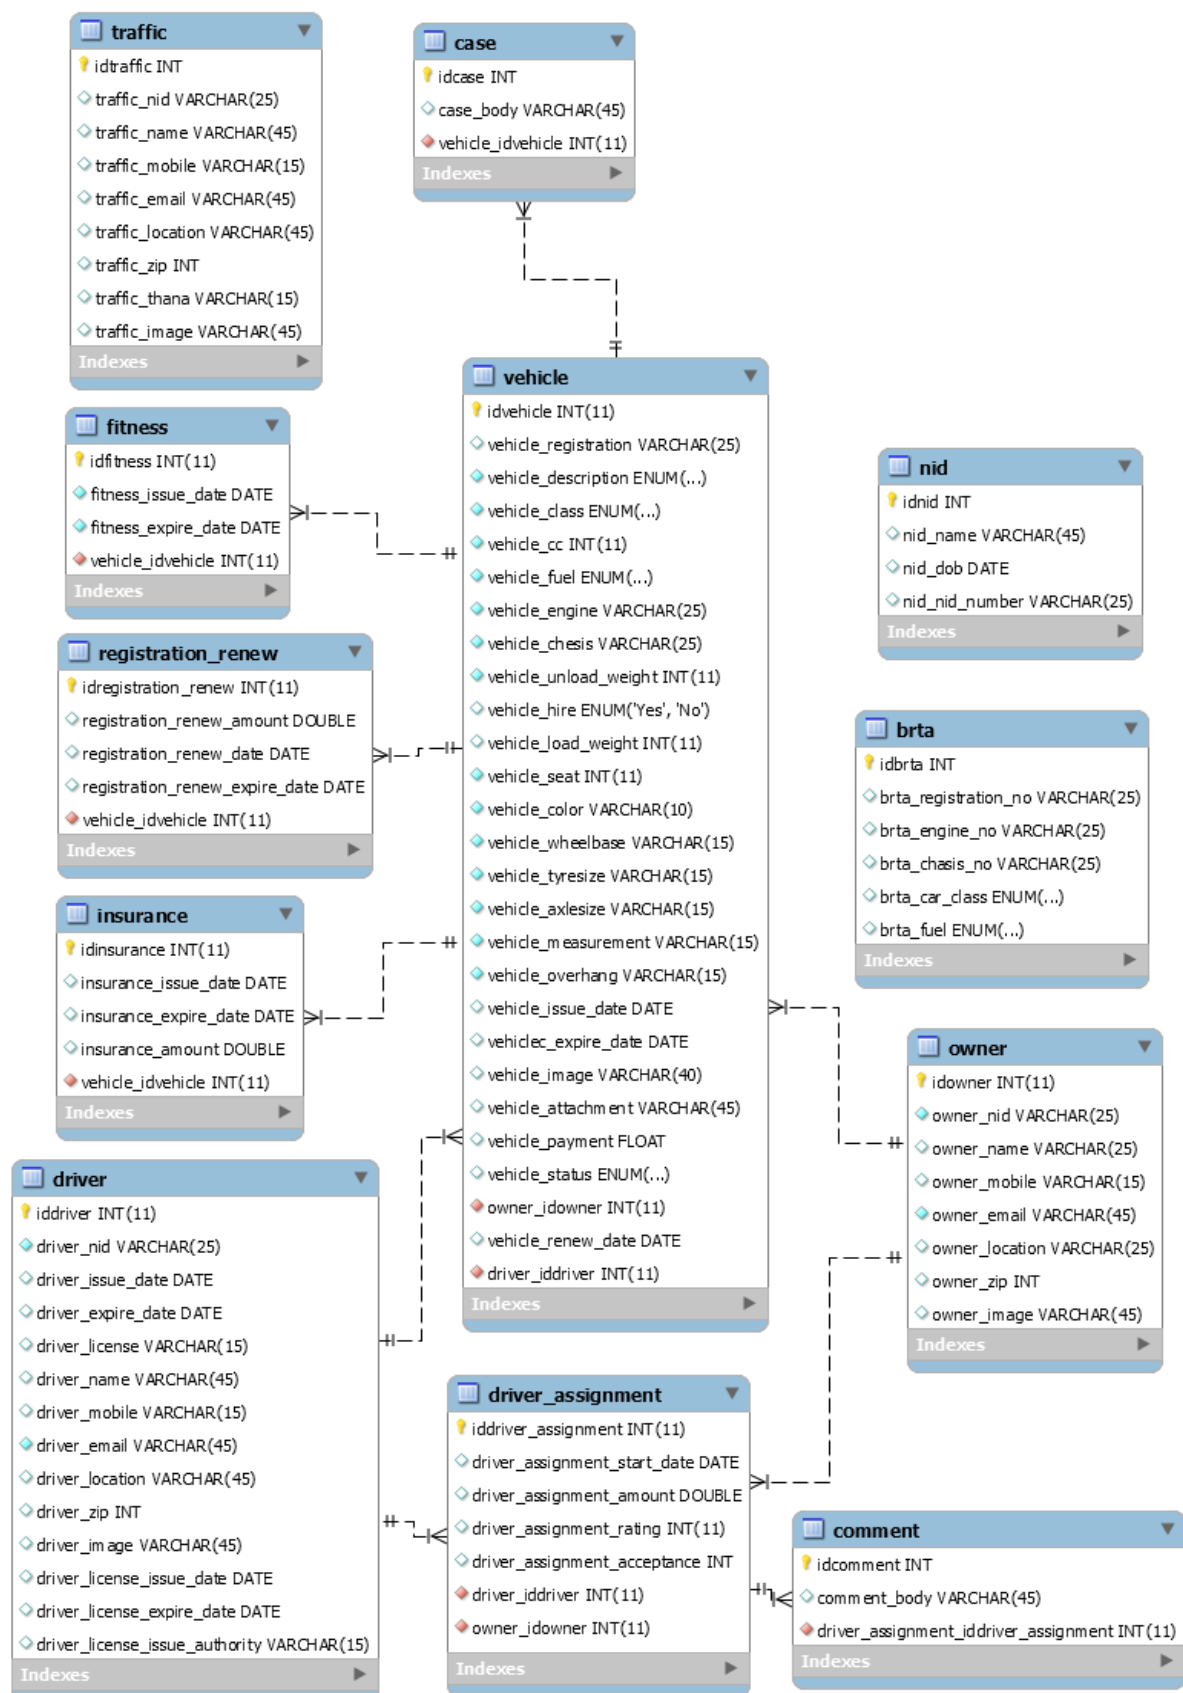 traffic
idtraffic INT
traffic_nid VARCHAR(25)
traffic_name VARCHAR(45)
traffic_mobile VARCHAR(15)
traffic_email VARCHAR(45)
traffic_location VARCHAR(45)
traffic_zip INT
traffic_thana VARCHAR(15)
traffic_image VARCHAR(45)
Indexes
case
idcase INT
case_body VARCHAR(45)
vehicle_idvehicle INT(11)
Indexes
fitness
idfitness INT(11)
fitness_issue_date DATE
fitness_expire_date DATE
vehicle_idvehicle INT(11)
Indexes
registration_renew
idregistration_renew INT(11)
registration_renew_amount DOUBLE
registration_renew_date DATE
registration_renew_expire_date DATE
vehicle_idvehicle INT(11)
Indexes
insurance
idinsurance INT(11)
insurance_issue_date DATE
insurance_expire_date DATE
insurance_amount DOUBLE
vehicle_idvehicle INT(11)
Indexes
vehicle
idvehicle INT(11)
vehicle_registration VARCHAR(25)
vehicle_description ENUM(...)
vehicle_class ENUM(...)
vehicle_cc INT(11)
vehicle_fuel ENUM(...)
vehicle_engine VARCHAR(25)
vehicle_chesis VARCHAR(25)
vehicle_unload_weight INT(11)
vehicle_hire ENUM('Yes', 'No')
vehicle_load_weight INT(11)
vehicle_seat INT(11)
vehicle_color VARCHAR(10)
vehicle_wheelbase VARCHAR(15)
vehicle_tyresize VARCHAR(15)
vehicle_axlesize VARCHAR(15)
vehicle_measurement VARCHAR(15)
vehicle_overhang VARCHAR(15)
vehicle_issue_date DATE
vehiclec_expire_date DATE
vehicle_image VARCHAR(40)
vehicle_attachment VARCHAR(45)
vehicle_payment FLOAT
vehicle_status ENUM(...)
owner_idowner INT(11)
vehicle_renew_date DATE
driver_iddriver INT(11)
Indexes
nid
idnid INT
nid_name VARCHAR(45)
nid_dob DATE
nid_nid_number VARCHAR(25)
Indexes
brta
idbrta INT
brta_registration_no VARCHAR(25)
brta_engine_no VARCHAR(25)
brta_chasis_no VARCHAR(25)
brta_car_class ENUM(...)
brta_fuel ENUM(...)
Indexes
owner
idowner INT(11)
owner_nid VARCHAR(25)
owner_name VARCHAR(25)
owner_mobile VARCHAR(15)
owner_email VARCHAR(45)
owner_location VARCHAR(25)
owner_zip INT
owner_image VARCHAR(45)
Indexes
driver
iddriver INT(11)
driver_nid VARCHAR(25)
driver_issue_date DATE
driver_expire_date DATE
driver_license VARCHAR(15)
driver_name VARCHAR(45)
driver_mobile VARCHAR(15)
driver_email VARCHAR(45)
driver_location VARCHAR(45)
driver_zip INT
driver_image VARCHAR(45)
driver_license_issue_date DATE
driver_license_expire_date DATE
driver_license_issue_authority VARCHAR(15)
Indexes
driver_assignment
iddriver_assignment INT(11)
driver_assignment_start_date DATE
driver_assignment_amount DOUBLE
driver_assignment_rating INT(11)
driver_assignment_acceptance INT
driver_iddriver INT(11)
owner_idowner INT(11)
Indexes
comment
idcomment INT
comment_body VARCHAR(45)
driver_assignment_iddriver_assignment INT(11)
Indexes